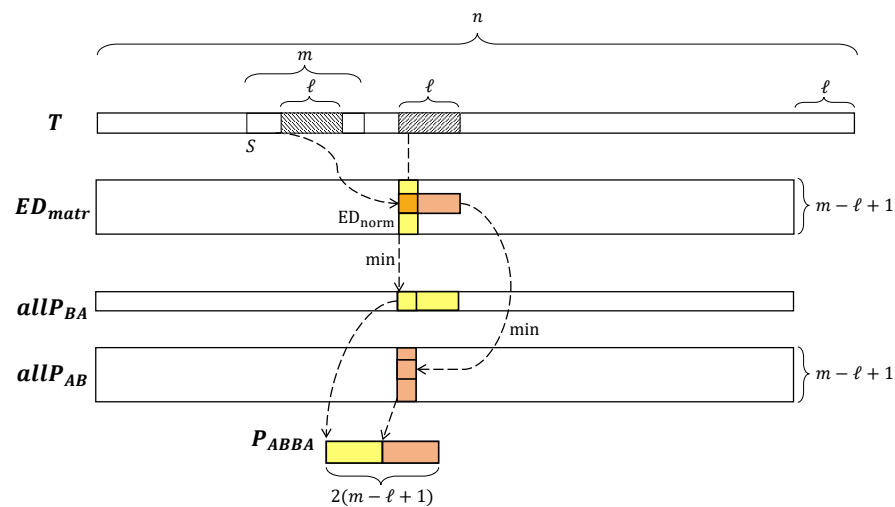 n
m
ℓ ℓ ℓ
T
S
ED_matr ED_norm m − ℓ + 1
min
allP_BA
min
allP_AB m − ℓ + 1
P_ABBA
2(m − ℓ + 1)